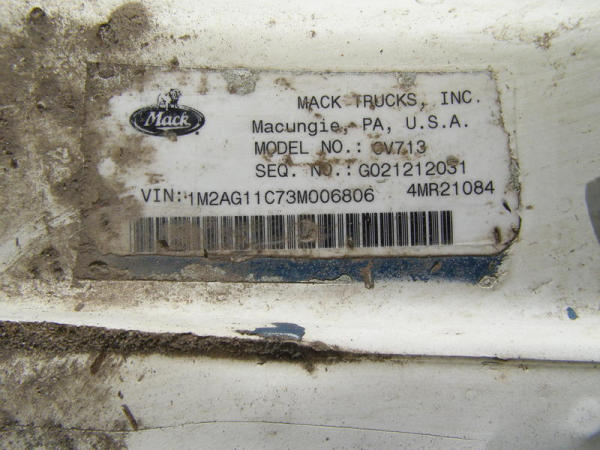 Mack
MACK TRUCKS, INC.
Macungie, PA, U.S.A.
MODEL NO.: CV713
SEQ. NO.: G021212031
VIN: 1M2AG11C73M006806 4MR21084